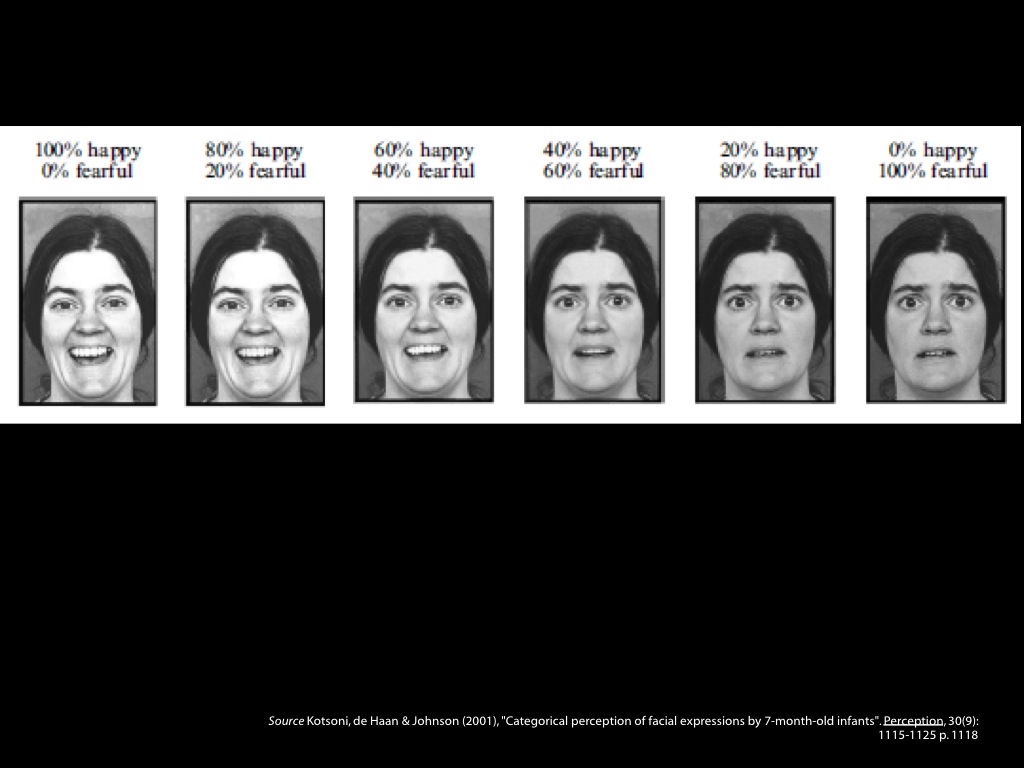 100% happy
0% fearful
80% happy
20% fearful
60% happy
40% fearful
40% happy
60% fearful
20% happy
80% fearful
0% happy
100% fearful
Source Kotsoni, de Haan & Johnson (2001), "Categorical perception of facial expressions by 7-month-old infants". Perception, 30(9):
1115-1125 p. 1118